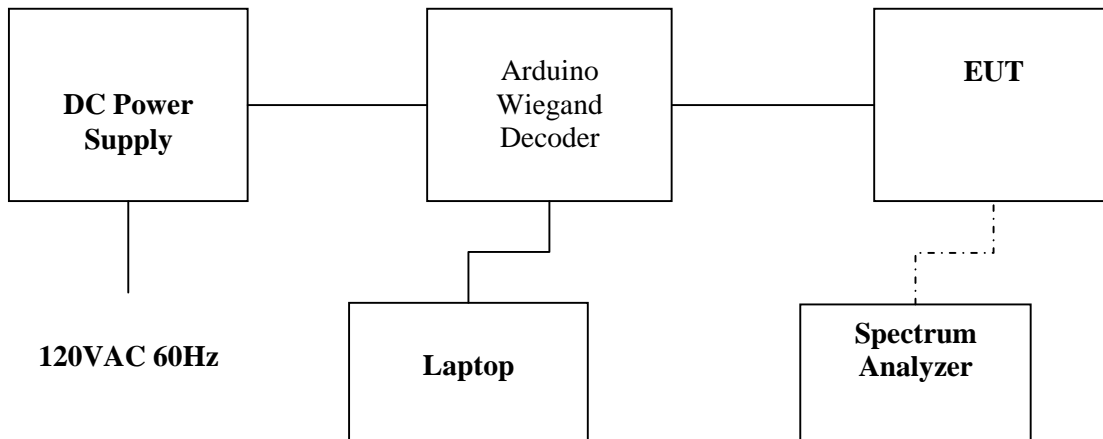 DC Power
Supply
Arduino
Wiegand
Decoder
EUT
120VAC 60Hz
Laptop
Spectrum
Analyzer